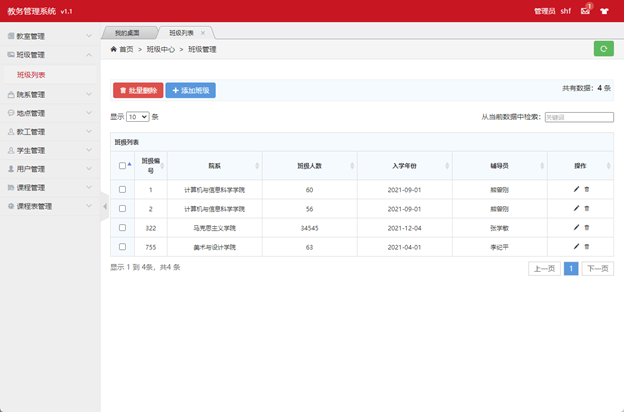 教务管理系统 v1.1
管理员 shf 1
教室管理
班级管理
班级列表
院系管理
地点管理
教工管理
学生管理
用户管理
课程管理
课程表管理
我的桌面 班级列表 ×
首页 > 班级中心 > 班级管理
批量删除 添加班级 共有数据：4 条
显示 10 条 从当前数据中检索： 关键词
班级列表
班级编号 院系 班级人数 入学年份 辅导员 操作
1 计算机与信息科学学院 60 2021-09-01 熊曾刚
2 计算机与信息科学学院 56 2021-09-01 熊曾刚
322 马克思主义学院 34545 2021-12-04 张学敏
755 美术与设计学院 63 2021-04-01 李纪平
显示 1 到 4条，共4 条
上一页 1 下一页